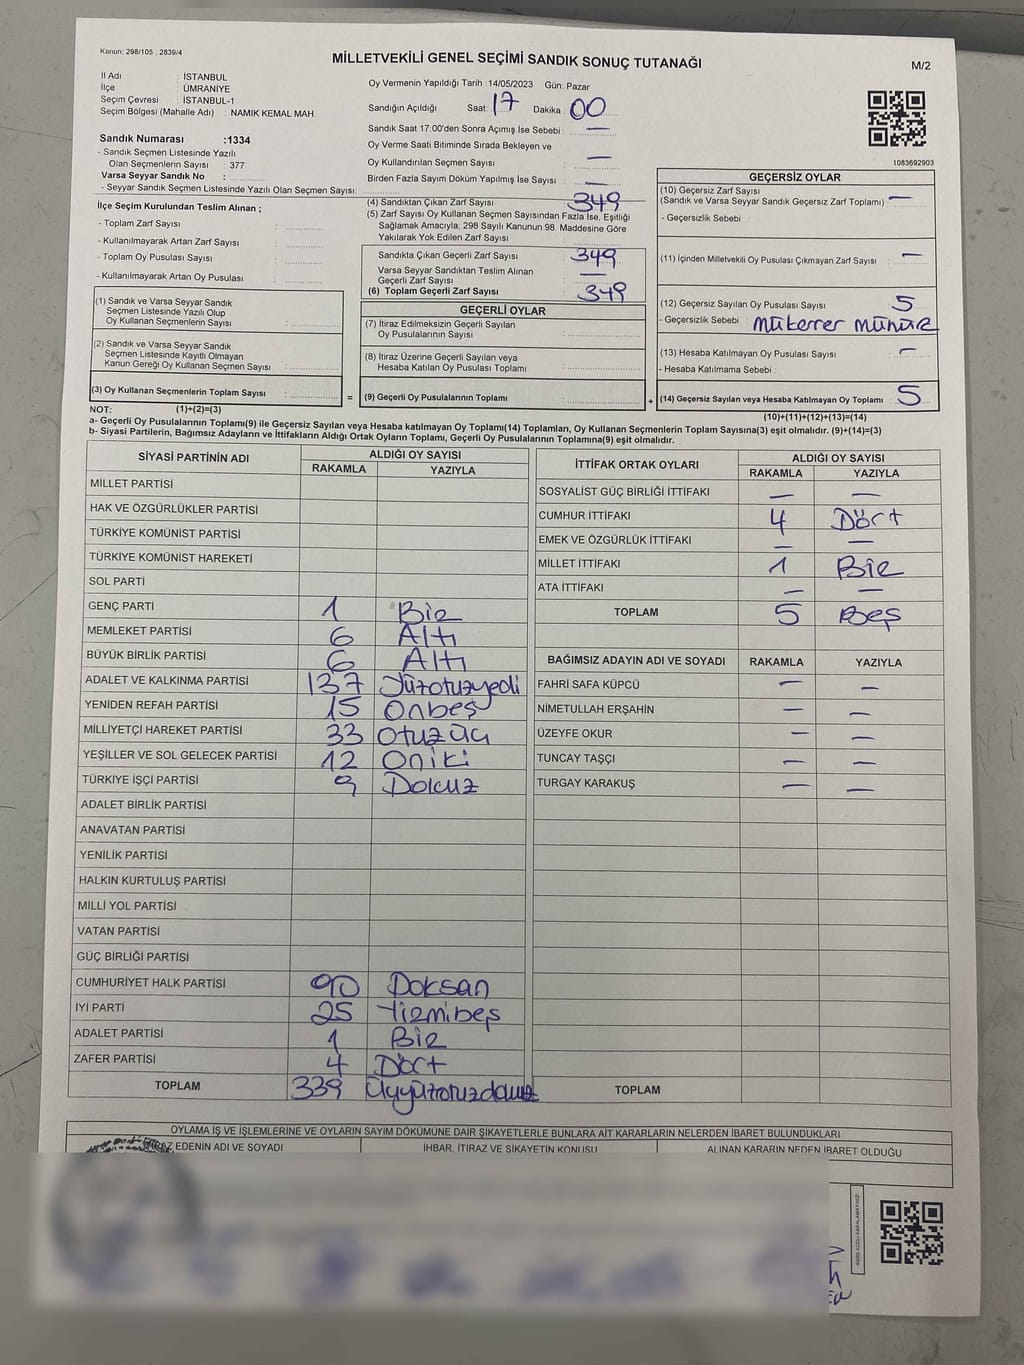 Kanun: 298/105 , 2839/4
MİLLETVEKİLİ GENEL SEÇİMİ SANDIK SONUÇ TUTANAĞI
M/2
İl Adı : İSTANBUL
İlçe : ÜMRANİYE
Seçim Çevresi : İSTANBUL-1
Seçim Bölgesi (Mahalle Adı) : NAMIK KEMAL MAH.
Sandık Numarası :1334
- Sandık Seçmen Listesinde Yazılı
Olan Seçmenlerin Sayısı : 377
Varsa Seyyar Sandık No :
- Seyyar Sandık Seçmen Listesinde Yazılı Olan Seçmen Sayısı:
Oy Vermenin Yapıldığı Tarih :14/05/2023 Gün: Pazar
Sandığın Açıldığı Saat: 17 Dakika: 00
Sandık Saat 17:00'den Sonra Açımış İse Sebebi : —
Oy Verme Saati Bitiminde Sırada Bekleyen ve
Oy Kullandırılan Seçmen Sayısı : —
Birden Fazla Sayım Döküm Yapılmış İse Sayısı : —
1083692903
İlçe Seçim Kurulundan Teslim Alınan ;
- Toplam Zarf Sayısı :
- Kullanılmayarak Artan Zarf Sayısı :
- Toplam Oy Pusulası Sayısı :
- Kullanılmayarak Artan Oy Pusulası :
(4) Sandıktan Çıkan Zarf Sayısı : 349
(5) Zarf Sayısı Oy Kullanan Seçmen Sayısından Fazla İse, Eşitliği
Sağlamak Amacıyla, 298 Sayılı Kanunun 98. Maddesine Göre
Yakılarak Yok Edilen Zarf Sayısı :
Sandıkta Çıkan Geçerli Zarf Sayısı : 349
Varsa Seyyar Sandıktan Teslim Alınan
Geçerli Zarf Sayısı : —
(6) Toplam Geçerli Zarf Sayısı : 349
GEÇERSİZ OYLAR
(10) Geçersiz Zarf Sayısı
(Sandık ve Varsa Seyyar Sandık Geçersiz Zarf Toplamı) : —
- Geçersizlik Sebebi :
(11) İçinden Milletvekili Oy Pusulası Çıkmayan Zarf Sayısı : —
(12) Geçersiz Sayılan Oy Pusulası Sayısı : 5
- Geçersizlik Sebebi : mükerrer mühür
(13) Hesaba Katılmayan Oy Pusulası Sayısı : —
- Hesaba Katılmama Sebebi :
(14) Geçersiz Sayılan veya Hesaba Katılmayan Oy Toplamı : 5
(10)+(11)+(12)+(13)=(14)
(1) Sandık ve Varsa Seyyar Sandık
Seçmen Listesinde Yazılı Olup
Oy Kullanan Seçmenlerin Sayısı :
(2) Sandık ve Varsa Seyyar Sandık
Seçmen Listesinde Kayıtlı Olmayan
Kanun Gereği Oy Kullanan Seçmen Sayısı :
(3) Oy Kullanan Seçmenlerin Toplam Sayısı : =
GEÇERLİ OYLAR
(7) İtiraz Edilmeksizin Geçerli Sayılan
Oy Pusulalarının Sayısı :
(8) İtiraz Üzerine Geçerli Sayılan veya
Hesaba Katılan Oy Pusulası Toplamı :
(9) Geçerli Oy Pusulalarının Toplamı : +
NOT: (1)+(2)=(3)
a- Geçerli Oy Pusulalarının Toplamı(9) ile Geçersiz Sayılan veya Hesaba katılmayan Oy Toplamı(14) Toplamları, Oy Kullanan Seçmenlerin Toplam Sayısına(3) eşit olmalıdır. (9)+(14)=(3)
b- Siyasi Partilerin, Bağımsız Adayların ve İttifakların Aldığı Ortak Oyların Toplamı, Geçerli Oy Pusulalarının Toplamına(9) eşit olmalıdır.
SİYASİ PARTİNİN ADI ALDIĞI OY SAYISI
RAKAMLA YAZIYLA
MİLLET PARTİSİ
HAK VE ÖZGÜRLÜKLER PARTİSİ
TÜRKİYE KOMÜNİST PARTİSİ
TÜRKİYE KOMÜNİST HAREKETİ
SOL PARTİ
GENÇ PARTİ 1 Bir
MEMLEKET PARTİSİ 6 Altı
BÜYÜK BİRLİK PARTİSİ 6 Altı
ADALET VE KALKINMA PARTİSİ 137 Yüzotuzyedi
YENİDEN REFAH PARTİSİ 15 Onbeş
MİLLİYETÇİ HAREKET PARTİSİ 33 Otuzüç
YEŞİLLER VE SOL GELECEK PARTİSİ 12 Oniki
TÜRKİYE İŞÇİ PARTİSİ 9 Dokuz
ADALET BİRLİK PARTİSİ
ANAVATAN PARTİSİ
YENİLİK PARTİSİ
HALKIN KURTULUŞ PARTİSİ
MİLLİ YOL PARTİSİ
VATAN PARTİSİ
GÜÇ BİRLİĞİ PARTİSİ
CUMHURİYET HALK PARTİSİ 90 Doksan
İYİ PARTİ 25 Yirmibeş
ADALET PARTİSİ 1 Bir
ZAFER PARTİSİ 4 Dört
TOPLAM 339 Üçyüzotuzdokuz
İTTİFAK ORTAK OYLARI ALDIĞI OY SAYISI
RAKAMLA YAZIYLA
SOSYALİST GÜÇ BİRLİĞİ İTTİFAKI — —
CUMHUR İTTİFAKI 4 Dört
EMEK VE ÖZGÜRLÜK İTTİFAKI — —
MİLLET İTTİFAKI 1 Bir
ATA İTTİFAKI — —
TOPLAM 5 Beş
BAĞIMSIZ ADAYIN ADI VE SOYADI RAKAMLA YAZIYLA
FAHRİ SAFA KÜPCÜ — —
NİMETULLAH ERŞAHİN — —
ÜZEYFE OKUR — —
TUNCAY TAŞÇI — —
TURGAY KARAKUŞ — —
TOPLAM
OYLAMA İŞ VE İŞLEMLERİNE VE OYLARIN SAYIM DÖKÜMÜNE DAİR ŞİKAYETLERLE BUNLARA AİT KARARLARIN NELERDEN İBARET BULUNDUKLARI
EDENİN ADI VE SOYADI
İHBAR, İTİRAZ VE ŞİKAYETİN KONUSU
ALINAN KARARIN NEDEN İBARET OLDUĞU